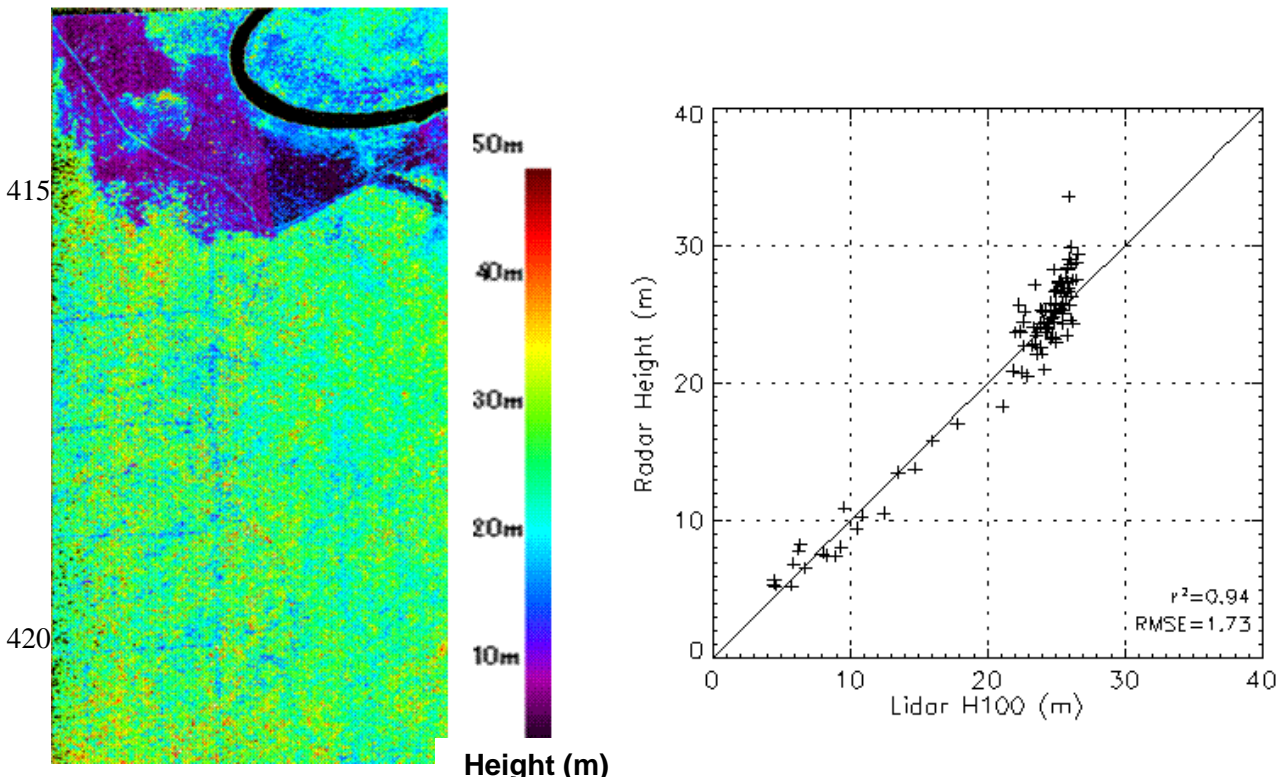 415
420
50m
40m
30m
20m
10m
Height (m)
40
30
20
10
0
Radar Height (m)
r²=0.94
RMSE=1.73
0 10 20 30 40
Lidar H100 (m)